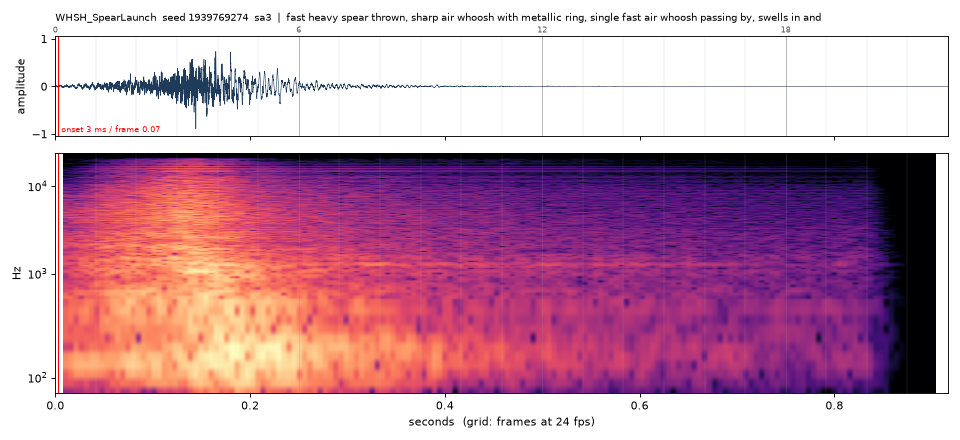 WHSH_SpearLaunch seed 1939769274 sa3 | fast heavy spear thrown, sharp air whoosh with metallic ring, single fast air whoosh passing by, swells in and
0 6 12 18
1
0
−1
amplitude
onset 3 ms / frame 0.07
10⁴
10³
10²
Hz
0.0 0.2 0.4 0.6 0.8
seconds (grid: frames at 24 fps)